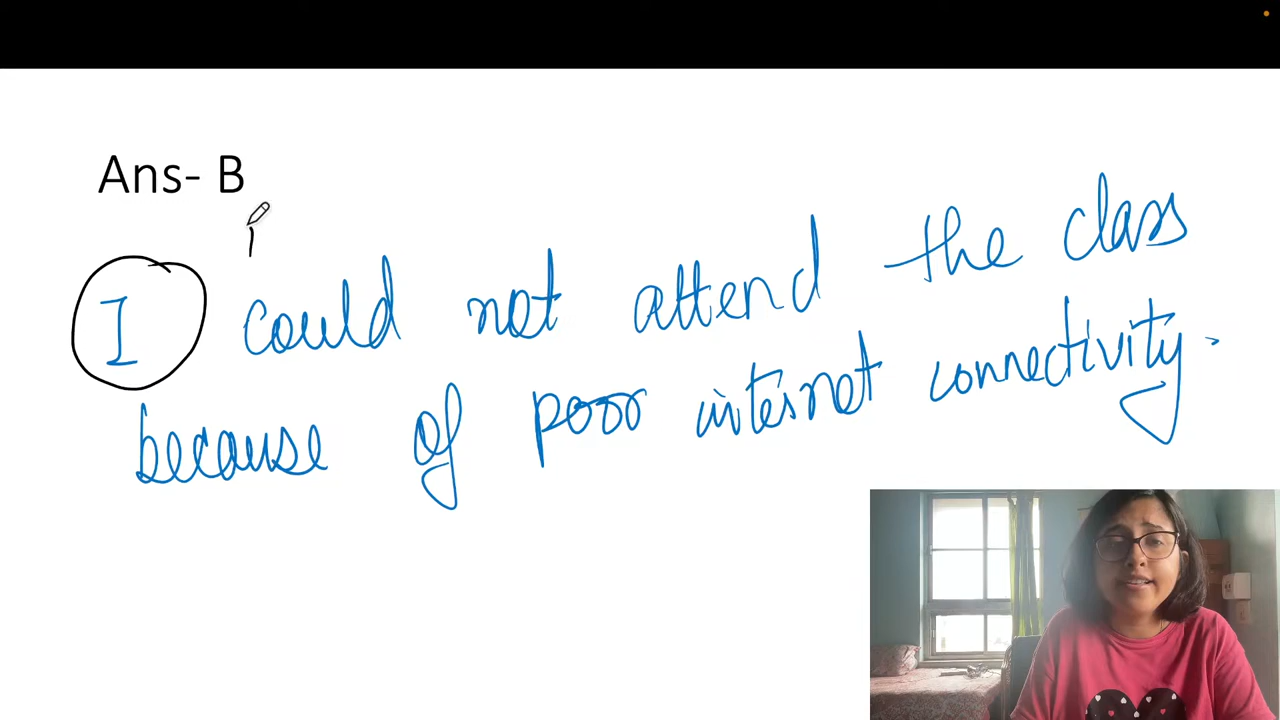 Ans- B
I could not attend the class
because of poor internet connectivity.